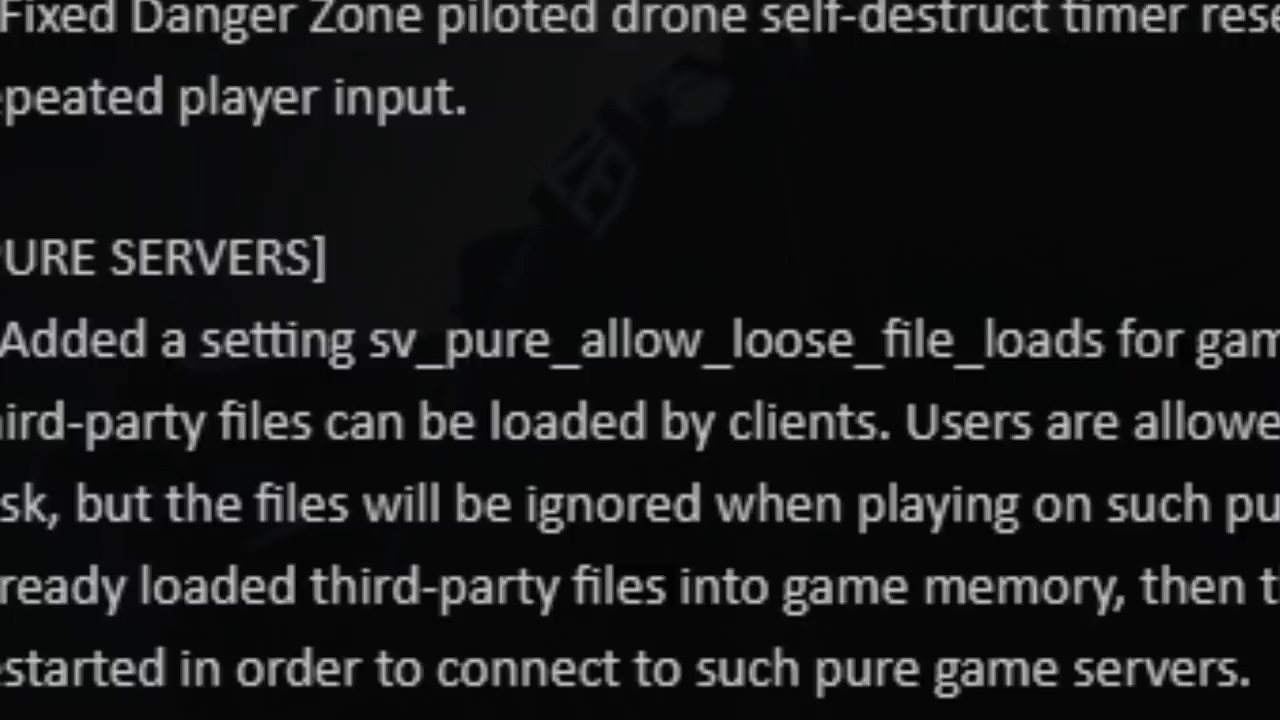 Fixed Danger Zone piloted drone self-destruct timer rese
epeated player input.
PURE SERVERS]
Added a setting sv_pure_allow_loose_file_loads for gam
ird-party files can be loaded by clients. Users are allowe
sk, but the files will be ignored when playing on such pu
ready loaded third-party files into game memory, then t
estarted in order to connect to such pure game servers.